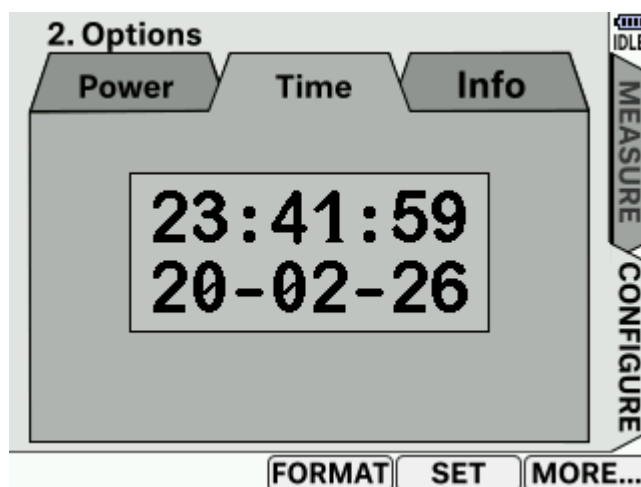 2. Options
IDLE
Power Time Info
MEASURE
23:41:59
20-02-26
CONFIGURE
FORMAT SET MORE...